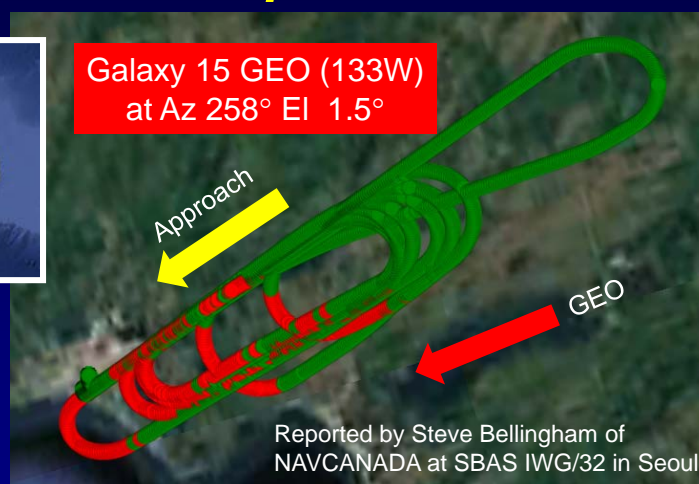 Galaxy 15 GEO (133W)
at Az 258° El  1.5°
Approach
GEO
Reported by Steve Bellingham of
NAVCANADA at SBAS IWG/32 in Seoul